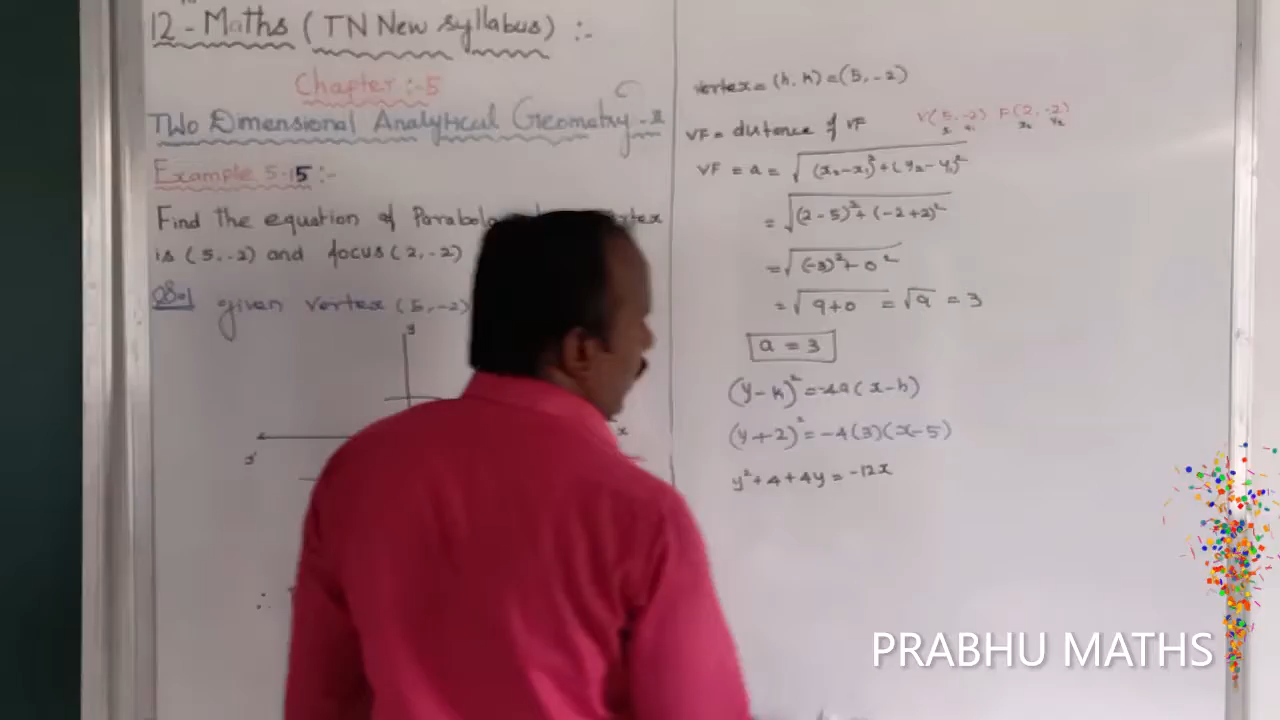 12 - Maths ( TN New syllabus) :-
Chapter :- 5
Two Dimensional Analytical Geometry - II
Example 5.15 :-
Find the equation of Parabola
is (5,-2) and focus (2,-2)
Sol given vertex (5,-2)
y
x
x'
∴
vertex = (h, k) = (5, -2)
VF = distance of VF V(5,-2) F(2,-2)
x₁ y₁ x₂ y₂
VF = a = √(x₂-x₁)²+(y₂-y₁)²
= √(2-5)²+(-2+2)²
= √(-3)²+0²
= √9+0 = √9 = 3
a = 3
(y-k)² = -4a(x-h)
(y+2)² = -4(3)(x-5)
y²+4+4y = -12x
PRABHU MATHS